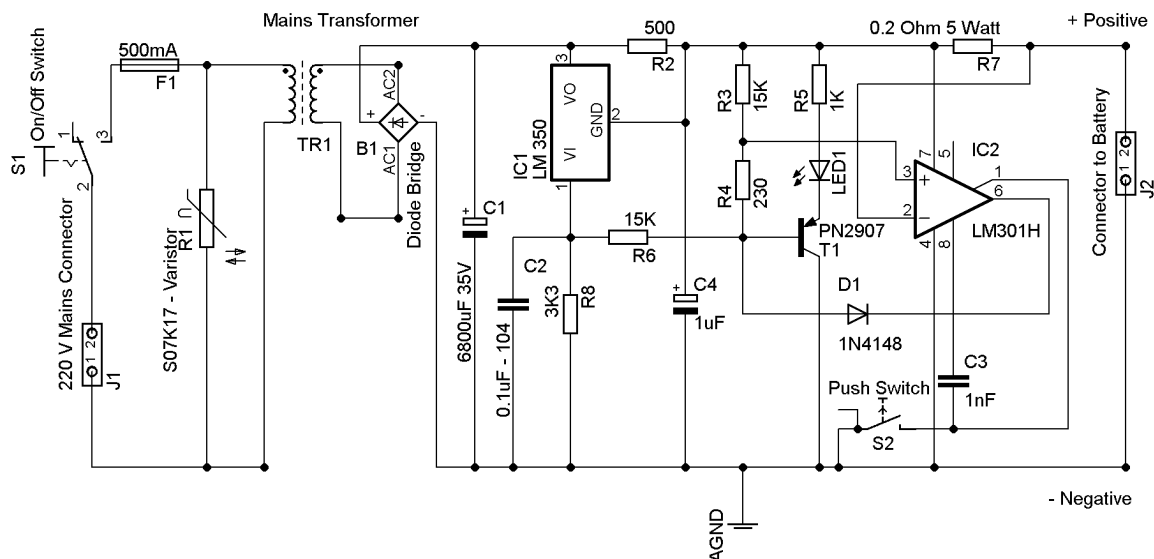 Mains Transformer
500
0.2 Ohm 5 Watt
+ Positive
On/Off Switch
500mA
F1
R2
R7
S1
1
3
2
TR1
+
-
B1
AC2
AC1
Diode Bridge
IC1
LM 350
3
VO
GND
2
VI
1
R3
15K
R5
1K
R4
230
LED1
7
5
IC2
3
+
2
−
1
6
4
8
LM301H
Connector to Battery
2
1
J2
R1
S07K17 - Varistor
220 V Mains Connector
2
1
J1
+
C1
6800uF 35V
15K
R6
C2
0.1uF - 104
3K3
R8
PN2907
T1
+
C4
1uF
D1
1N4148
C3
1nF
Push Switch
S2
AGND
- Negative